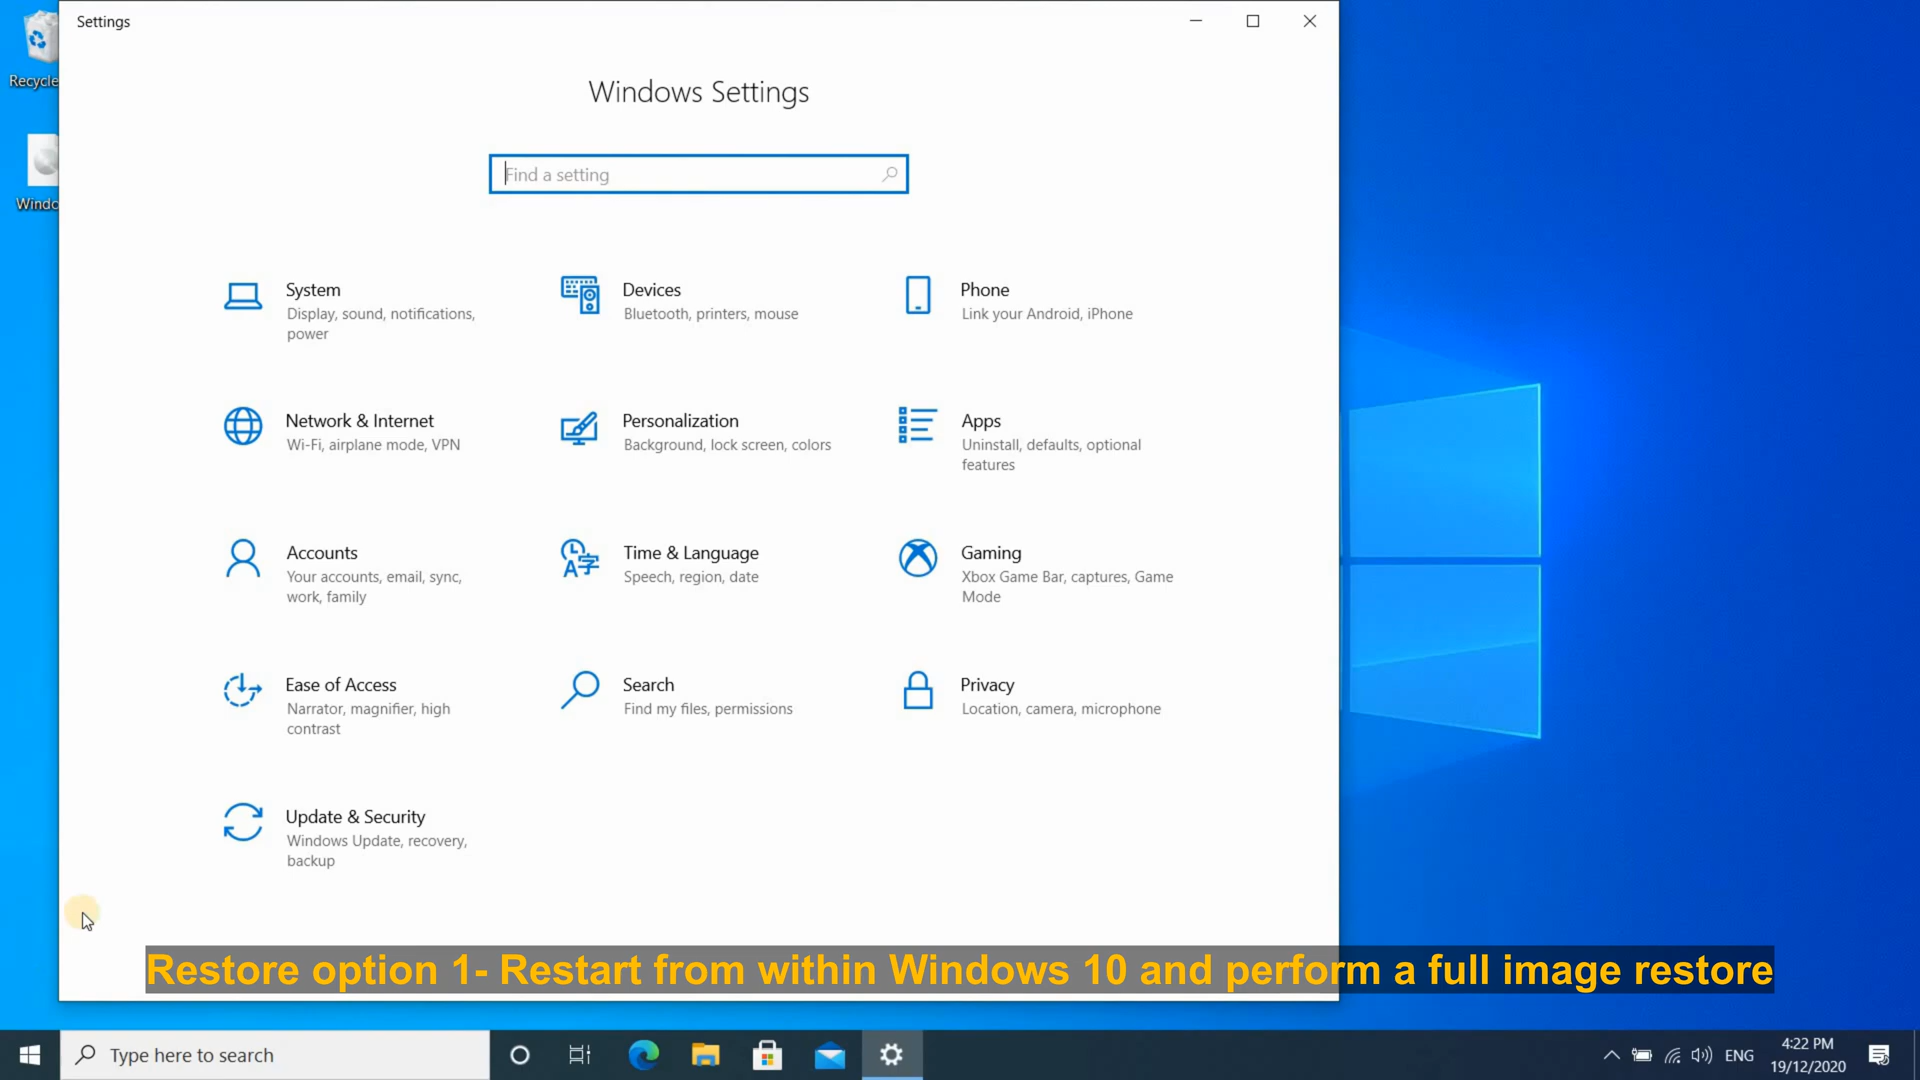 Settings
Recycle
Windo
Windows Settings
Find a setting
System
Display, sound, notifications,
power
Devices
Bluetooth, printers, mouse
Phone
Link your Android, iPhone
Network & Internet
Wi-Fi, airplane mode, VPN
Personalization
Background, lock screen, colors
Apps
Uninstall, defaults, optional
features
Accounts
Your accounts, email, sync,
work, family
Time & Language
Speech, region, date
Gaming
Xbox Game Bar, captures, Game
Mode
Ease of Access
Narrator, magnifier, high
contrast
Search
Find my files, permissions
Privacy
Location, camera, microphone
Update & Security
Windows Update, recovery,
backup
Restore option 1- Restart from within Windows 10 and perform a full image restore
Type here to search
ENG
4:22 PM
19/12/2020